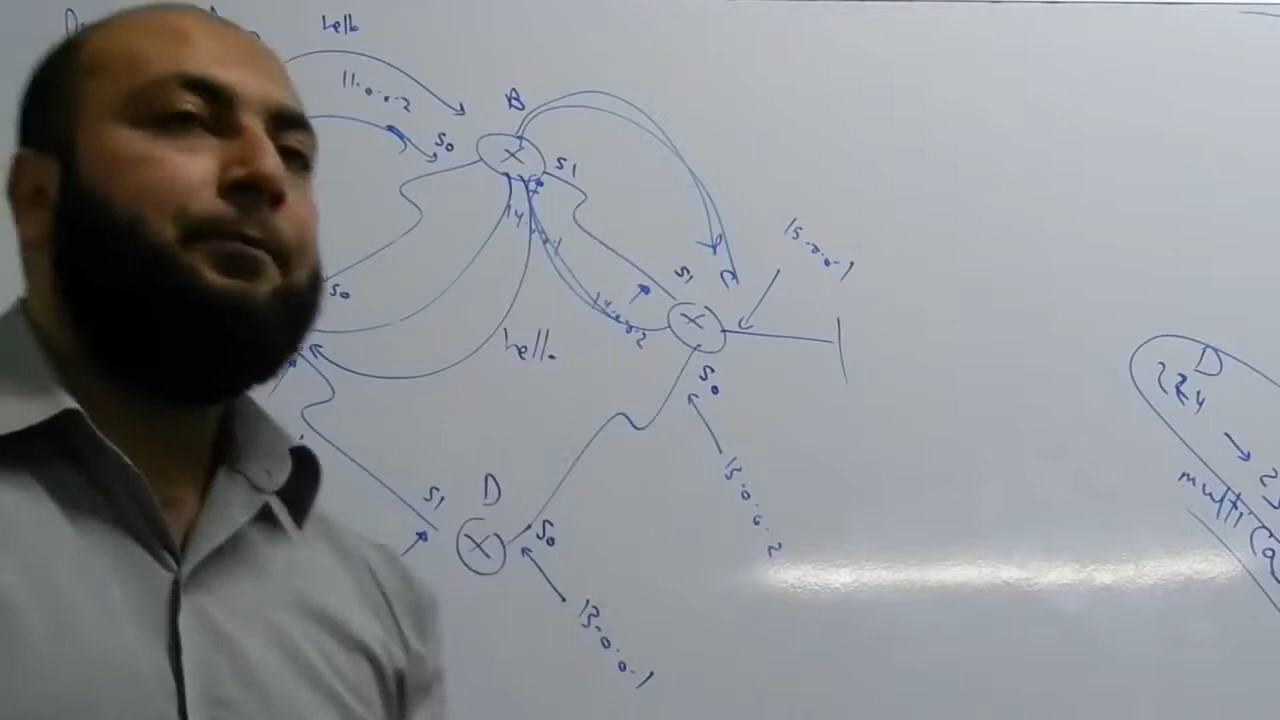 hello
11.0.0.2
B
S0
S1
S0
S1
C
15.0.0.1
14.0.0.2
hello
S0
13.0.0.2
S1
D
S0
13.0.0.1
D
224